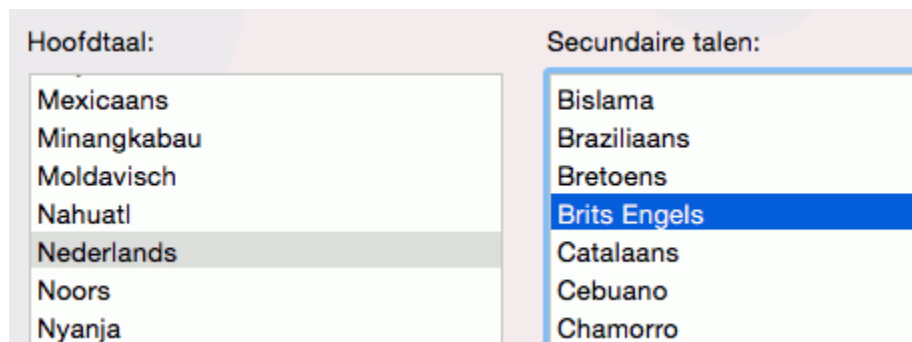 Hoofdtaal:
Mexicaans
Minangkabau
Moldavisch
Nahuatl
Nederlands
Noors
Nyanja
Secundaire talen:
Bislama
Braziliaans
Bretoens
Brits Engels
Catalaans
Cebuano
Chamorro